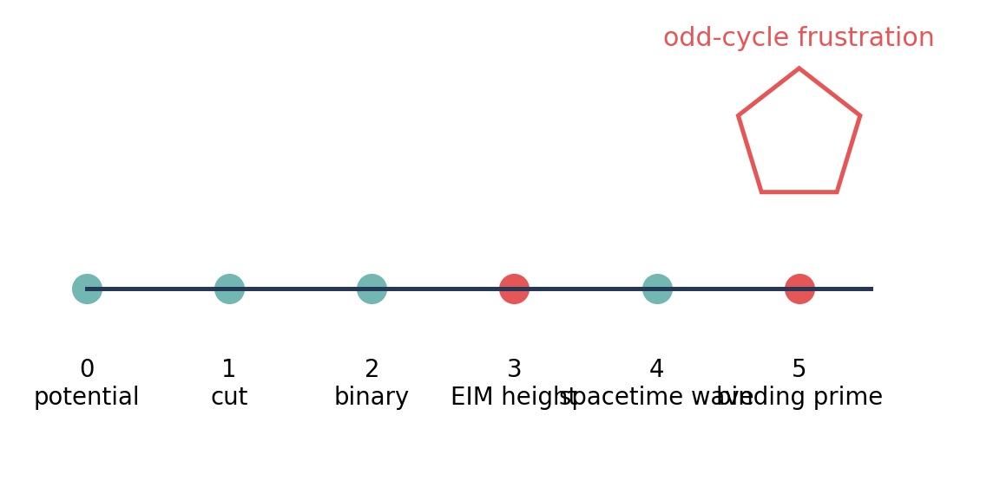 odd-cycle frustration
0 1 2 3 4 5
potential cut binary EIM height spacetime wave binding prime